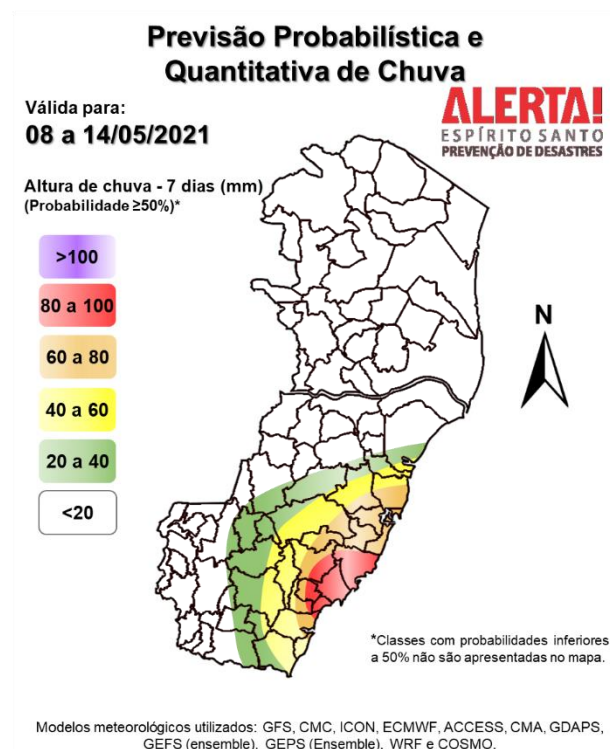 Previsão Probabilística e
Quantitativa de Chuva
Válida para:
08 a 14/05/2021
ALERTA!
ESPÍRITO SANTO
PREVENÇÃO DE DESASTRES
Altura de chuva - 7 dias (mm)
(Probabilidade ≥50%)*
>100
80 a 100
60 a 80
40 a 60
20 a 40
<20
N
*Classes com probabilidades inferiores
a 50% não são apresentadas no mapa.
Modelos meteorológicos utilizados: GFS, CMC, ICON, ECMWF, ACCESS, CMA, GDAPS,
GEFS (ensemble), GEPS (Ensemble), WRF e COSMO.